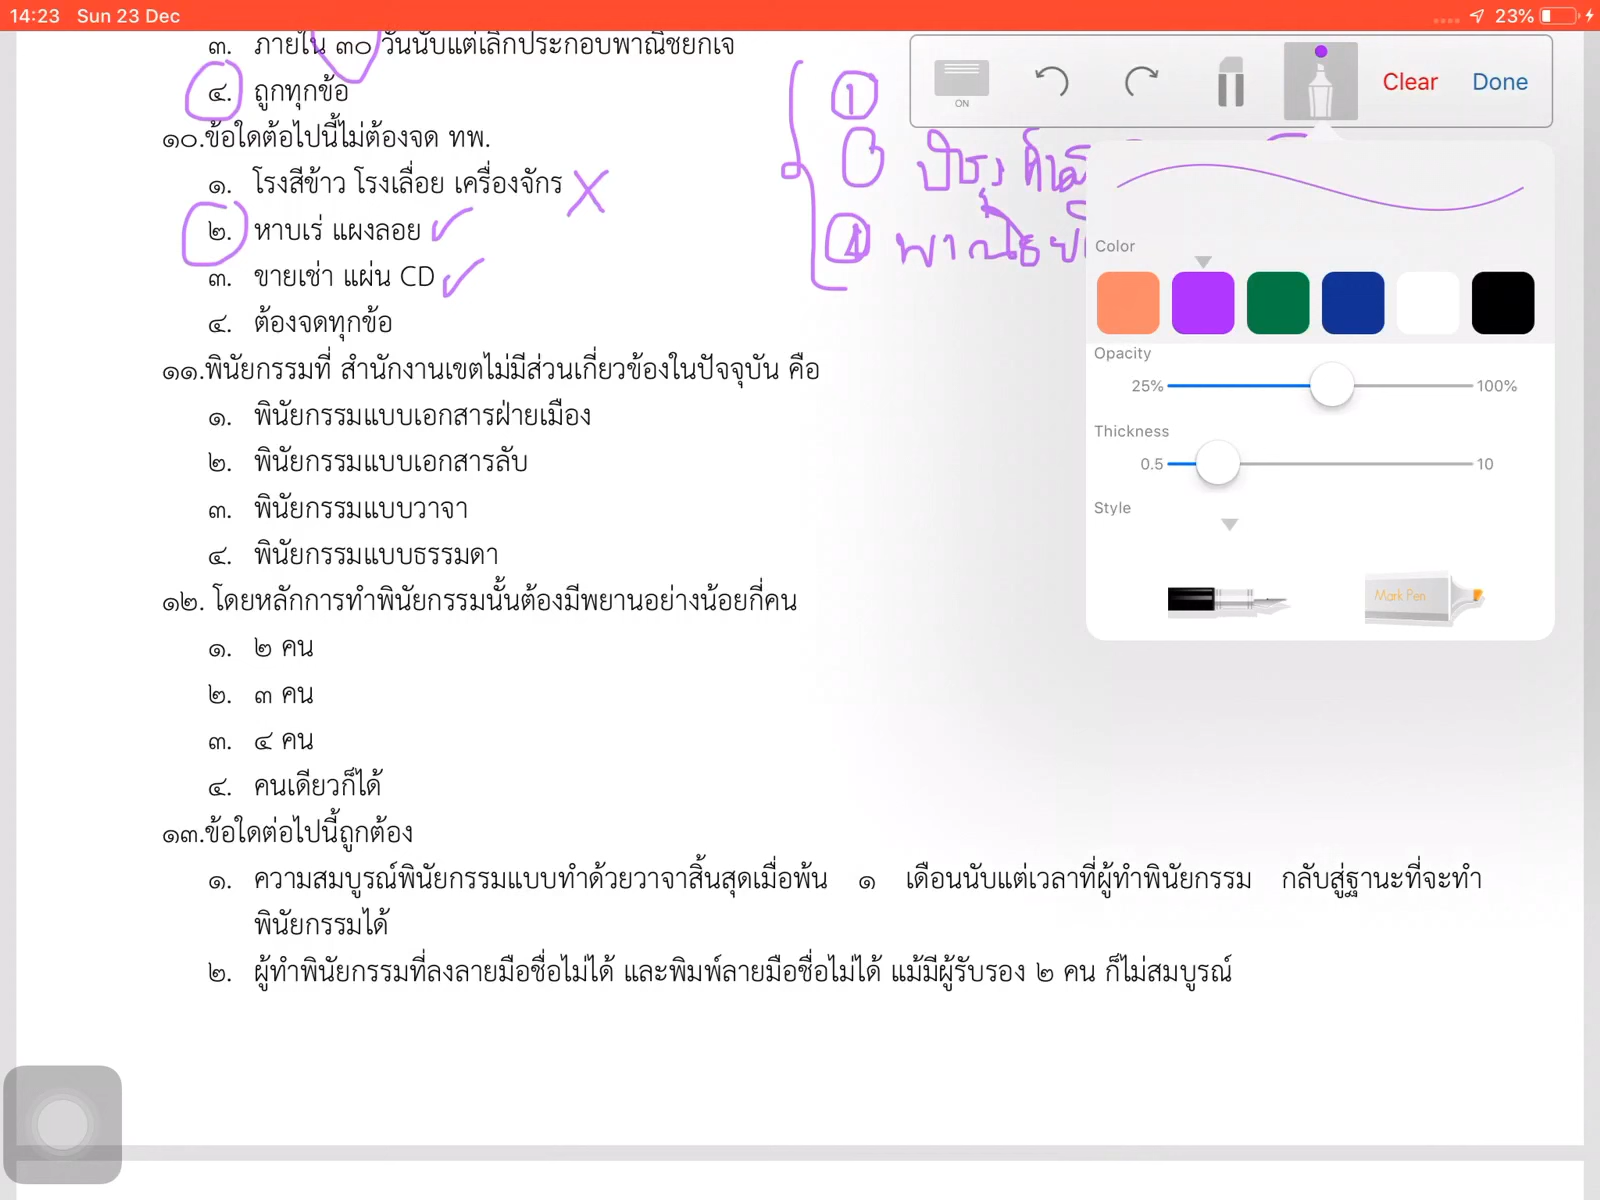 14:23 Sun 23 Dec 23%
๓. ภายใน ๓๐ วันนับแต่เลิกประกอบพาณิชยกิจ
๔. ถูกทุกข้อ
๑๐.ข้อใดต้อไปนี้ไม่ต้องจด ทพ.
๑. โรงสีข้าว โรงเลื่อย เครื่องจักร
๒. หาบเร่ แผงลอย
๓. ขายเช่า แผ่น CD
๔. ต้องจดทุกข้อ
๑๑.พินัยกรรมที่ สำนักงานเขตไม่มีส่วนเกี่ยวข้องในปัจจุบัน คือ
๑. พินัยกรรมแบบเอกสารฝ่ายเมือง
๒. พินัยกรรมแบบเอกสารลับ
๓. พินัยกรรมแบบวาจา
๔. พินัยกรรมแบบธรรมดา
๑๒. โดยหลักการทำพินัยกรรมนั้นต้องมีพยานอย่างน้อยกี่คน
๑. ๒ คน
๒. ๓ คน
๓. ๔ คน
๔. คนเดียวก็ได้
๑๓.ข้อใดต่อไปนี้ถูกต้อง
๑. ความสมบูรณ์พินัยกรรมแบบทำด้วยวาจาสิ้นสุดเมื่อพ้น ๑ เดือนนับแต่เวลาที่ผู้ทำพินัยกรรม กลับสู่ฐานะที่จะทำ
พินัยกรรมได้
๒. ผู้ทำพินัยกรรมที่ลงลายมือชื่อไม่ได้ และพิมพ์ลายมือชื่อไม่ได้ แม้มีผู้รับรอง ๒ คน ก็ไม่สมบูรณ์
ON
Clear
Done
Color
Opacity
25% 100%
Thickness
0.5 10
Style
Mark Pen